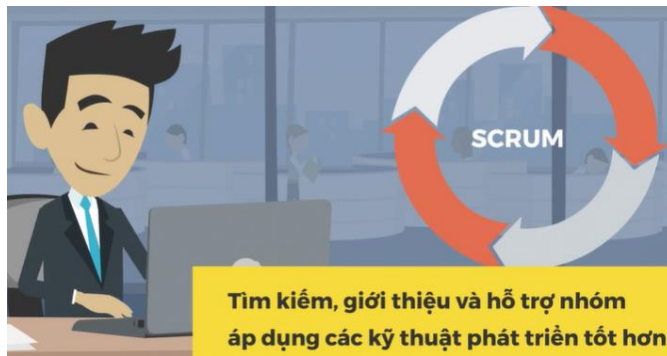 SCRUM
Tìm kiếm, giới thiệu và hỗ trợ nhóm
áp dụng các kỹ thuật phát triển tốt hơn